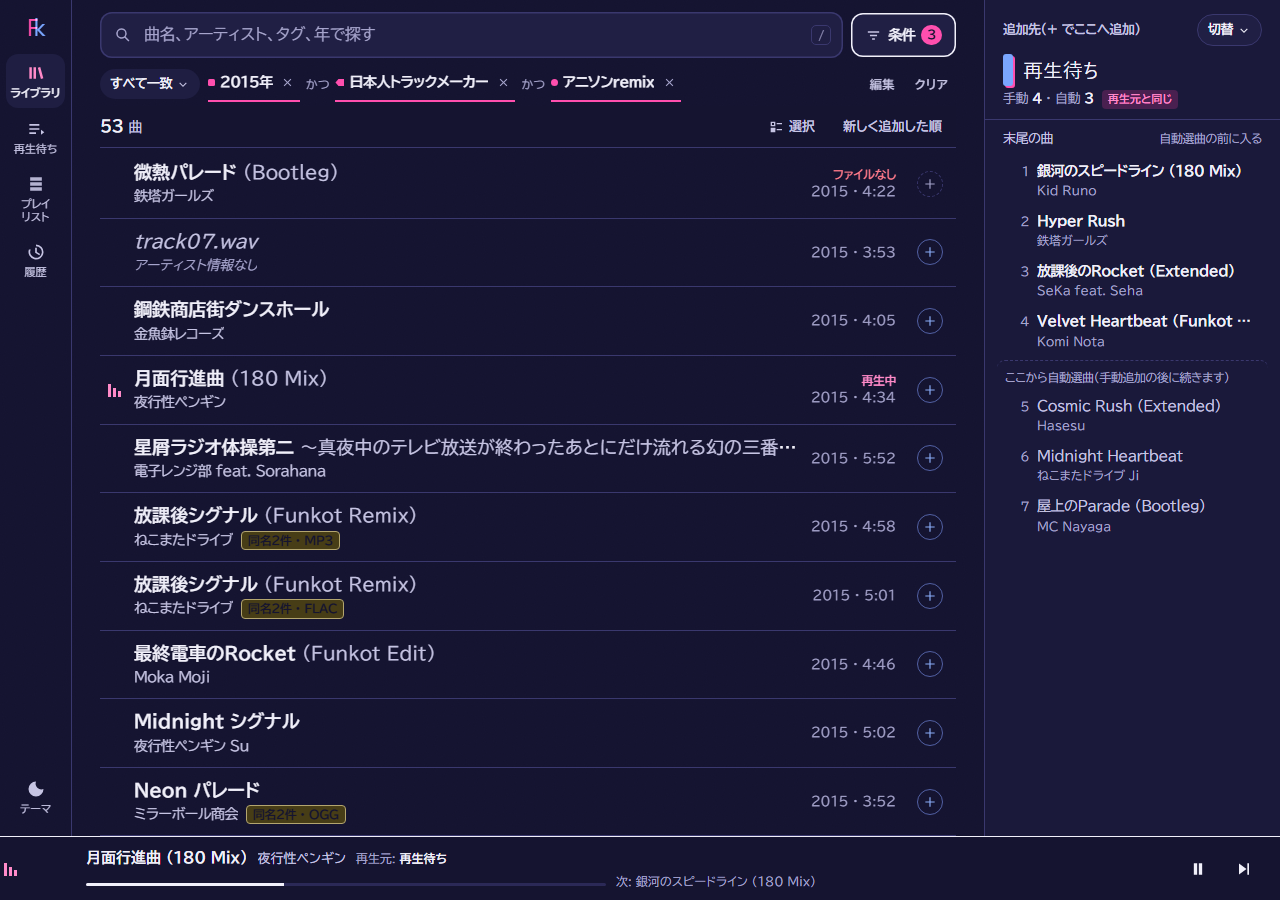 Fk
ライブラリ
再生待ち
プレイ
リスト
履歴
テーマ
曲名、アーティスト、タグ、年で探す
/
条件 3
すべて一致
2015年 ×
かつ
日本人トラックメーカー ×
かつ
アニソンremix ×
編集
クリア
53 曲
選択
新しく追加した順
微熱パレード (Bootleg)
鉄塔ガールズ
ファイルなし
2015・4:22
+
track07.wav
アーティスト情報なし
2015・3:53
+
鋼鉄商店街ダンスホール
金魚鉢レコーズ
2015・4:05
+
月面行進曲 (180 Mix)
夜行性ペンギン
再生中
2015・4:34
+
星屑ラジオ体操第二 ～真夜中のテレビ放送が終わったあとにだけ流れる幻の三番…
電子レンジ部 feat. Sorahana
2015・5:52
+
放課後シグナル (Funkot Remix)
ねこまたドライブ 同名2件・MP3
2015・4:58
+
放課後シグナル (Funkot Remix)
ねこまたドライブ 同名2件・FLAC
2015・5:01
+
最終電車のRocket (Funkot Edit)
Moka Moji
2015・4:46
+
Midnight シグナル
夜行性ペンギン Su
2015・5:02
+
Neon パレード
ミラーボール商会 同名2件・OGG
2015・3:52
+
追加先(+ でここへ追加)
切替
再生待ち
手動 4・自動 3 再生元と同じ
末尾の曲
自動選曲の前に入る
1 銀河のスピードライン (180 Mix)
Kid Runo
2 Hyper Rush
鉄塔ガールズ
3 放課後のRocket (Extended)
SeKa feat. Seha
4 Velvet Heartbeat (Funkot …
Komi Nota
ここから自動選曲(手動追加の後に続きます)
5 Cosmic Rush (Extended)
Hasesu
6 Midnight Heartbeat
ねこまたドライブ Ji
7 屋上のParade (Bootleg)
MC Nayaga
月面行進曲 (180 Mix) 夜行性ペンギン 再生元: 再生待ち
次: 銀河のスピードライン (180 Mix)